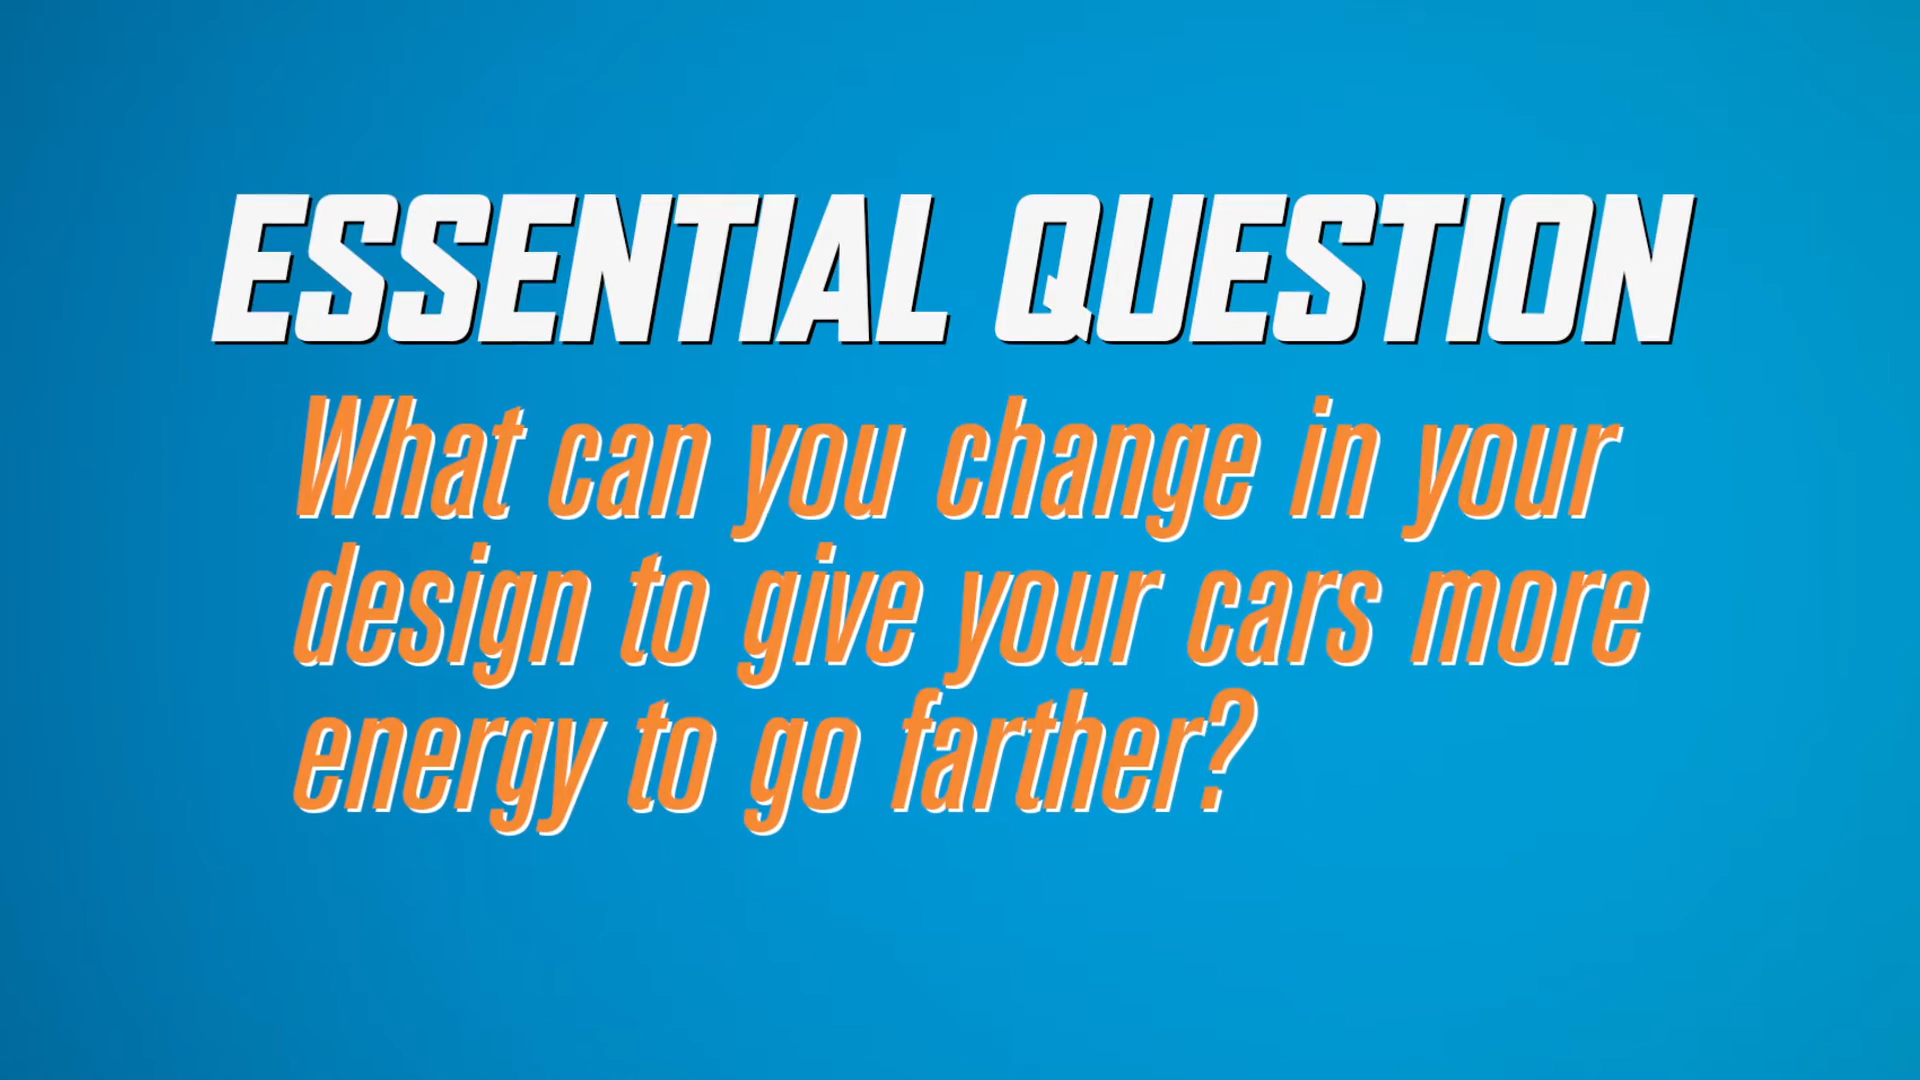 ESSENTIAL QUESTION
What can you change in your
design to give your cars more
energy to go farther?